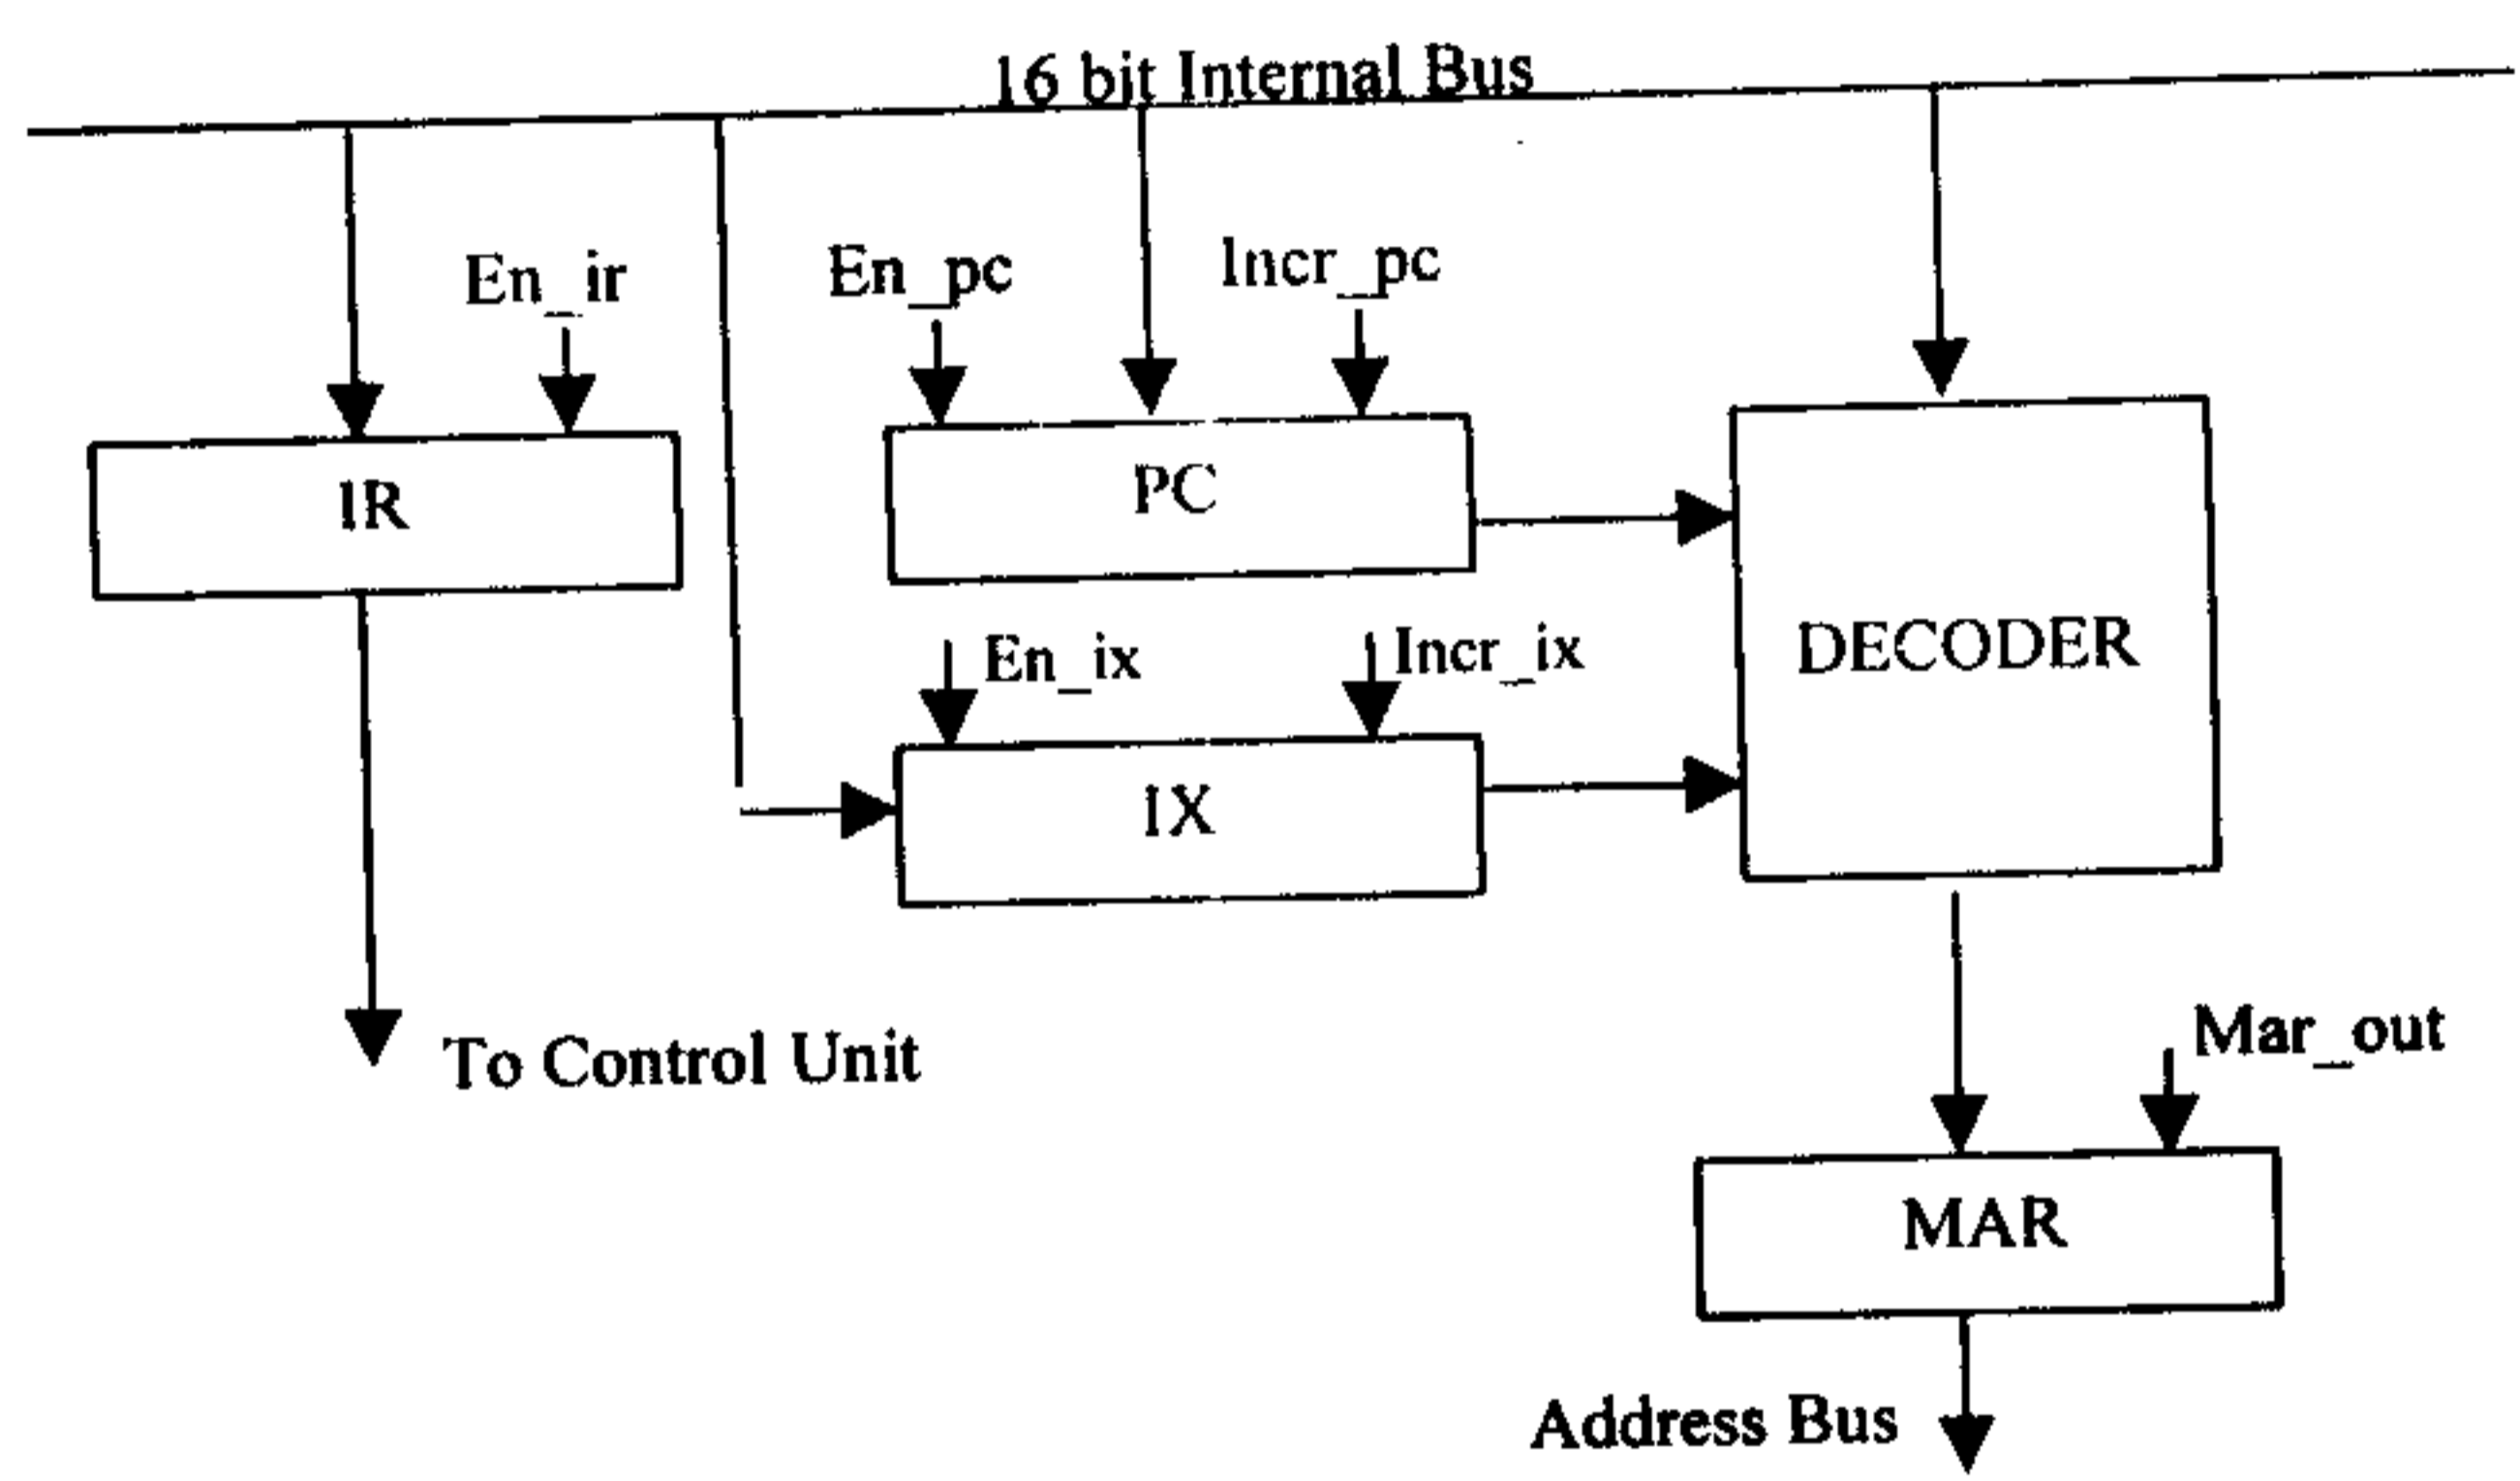 16 bit Internal Bus
En_ir
En_pc
Incr_pc
IR
PC
DECODER
En_ix
Incr_ix
IX
To Control Unit
Mar_out
MAR
Address Bus